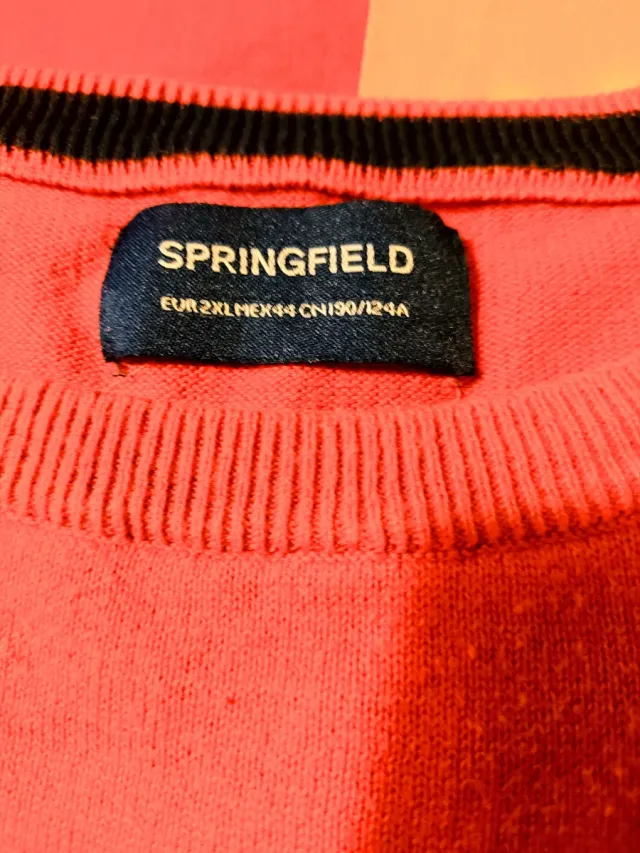 SPRINGFIELD
EUR 2XL MEX 44 CN 190/124A